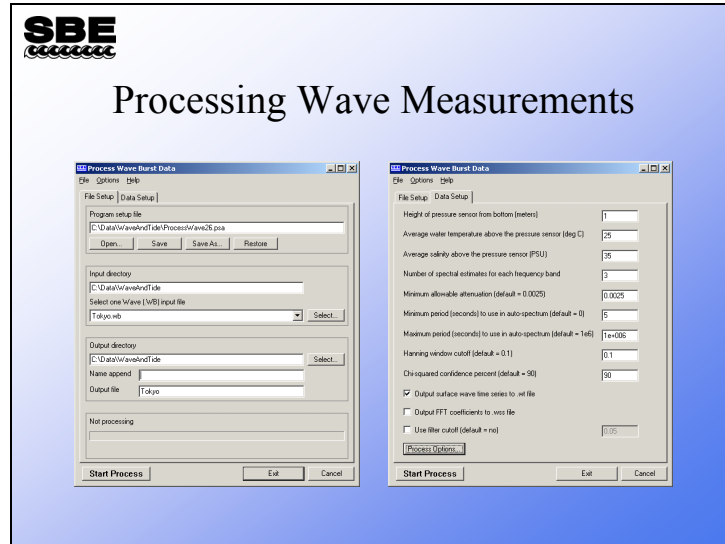 SBE
Processing Wave Measurements
Process Wave Burst Data
File Options Help
File Setup Data Setup
Program setup file
C:\Data\WaveAndTide\ProcessWave26.psa
Open... Save Save As... Restore
Input directory
C:\Data\WaveAndTide
Select one Wave (.WB) input file
Tokyo.wb Select...
Output directory
C:\Data\WaveAndTide Select...
Name append
Output file Tokyo
Not processing
Start Process Exit Cancel
Process Wave Burst Data
File Options Help
File Setup Data Setup
Height of pressure sensor from bottom (meters) 1
Average water temperature above the pressure sensor (deg C) 25
Average salinity above the pressure sensor (PSU) 35
Number of spectral estimates for each frequency band 3
Minimum allowable attenuation (default = 0.0025) 0.0025
Minimum period (seconds) to use in auto-spectrum (default = 0) 5
Maximum period (seconds) to use in auto-spectrum (default = 1e6) 1e+006
Hanning window cutoff (default = 0.1) 0.1
Chi-squared confidence percent (default = 90) 90
Output surface wave time series to .wt file
Output FFT coefficients to .wss file
Use filter cutoff (default = no) 0.05
Process Options...
Start Process Exit Cancel